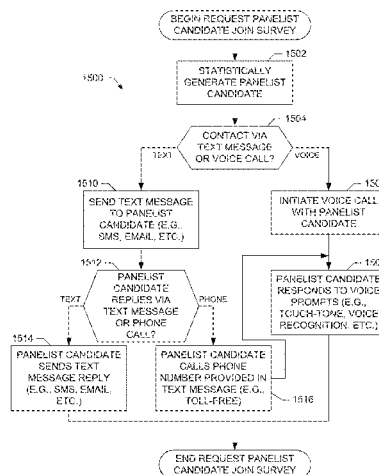 BEGIN REQUEST PANELIST
CANDIDATE JOIN SURVEY
1502
STATISTICALLY
GENERATE PANELIST
CANDIDATE
1500
1504
CONTACT VIA
TEXT MESSAGE
OR VOICE CALL?
TEXT
VOICE
1510
SEND TEXT MESSAGE
TO PANELIST
CANDIDATE (E.G.,
SMS, EMAIL, ETC.)
150
INITIATE VOICE CALL
WITH PANELIST
CANDIDATE
1512
PANELIST
CANDIDATE
REPLIES VIA
TEXT MESSAGE
OR PHONE
CALL?
TEXT
PHONE
150
PANELIST CANDIDATE
RESPONDS TO VOICE
PROMPTS (E.G.,
TOUCH-TONE, VOICE
RECOGNITION, ETC.)
1514
PANELIST CANDIDATE
SENDS TEXT
MESSAGE REPLY
(E.G., SMS, EMAIL,
ETC.)
PANELIST CANDIDATE
CALLS PHONE
NUMBER PROVIDED IN
TEXT MESSAGE (E.G.,
TOLL-FREE)
1516
END REQUEST PANELIST
CANDIDATE JOIN SURVEY